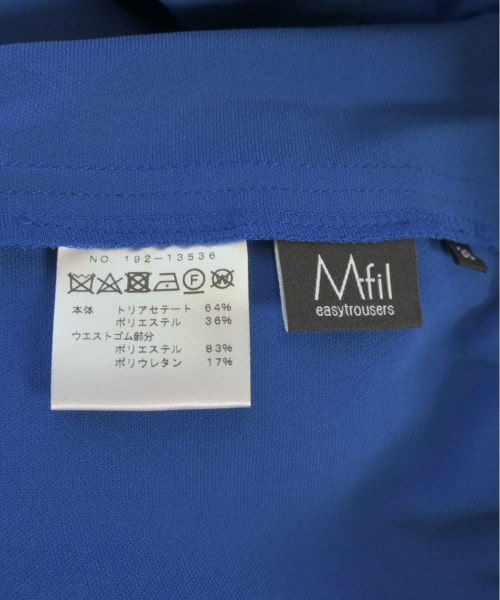 NO. 192-13536
F W
本体 トリアセテート 64%
ポリエステル 36%
ウエストゴム部分
ポリエステル 83%
ポリウレタン 17%
M-fil
easytrousers